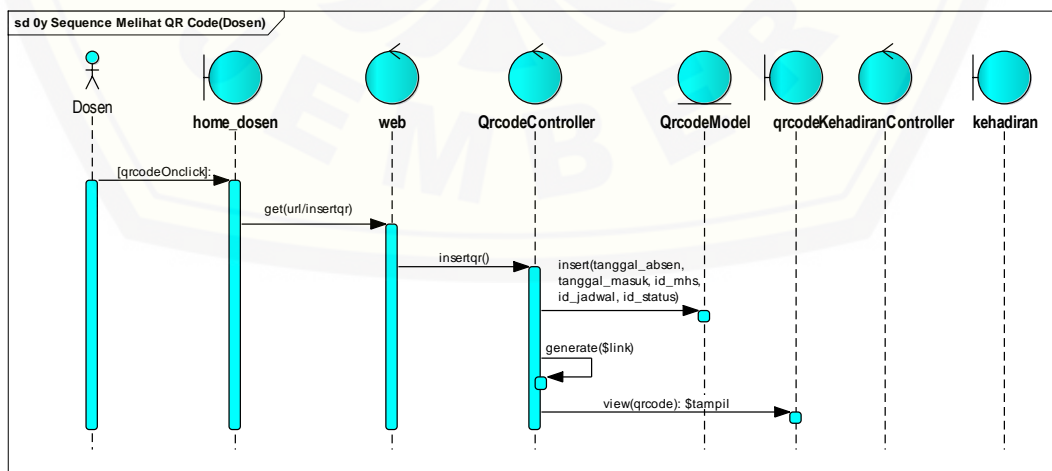 sd 0y Sequence Melihat QR Code(Dosen)
Dosen
home_dosen
web
QrcodeController
QrcodeModel
qrcodeKehadiranController
kehadiran
[qrcodeOnclick]:
get(url/insertqr)
insertqr()
insert(tanggal_absen,
tanggal_masuk, id_mhs,
id_jadwal, id_status)
generate($link)
view(qrcode): $tampil
JEMBER